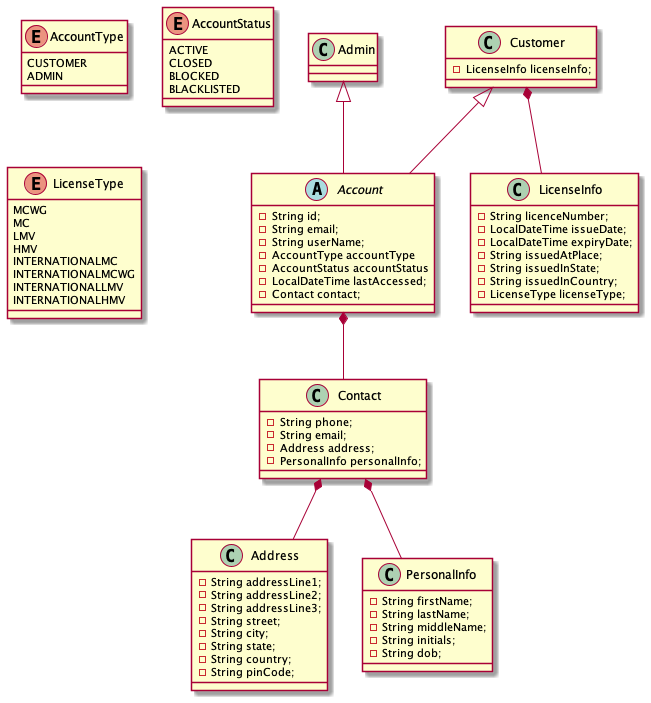 E AccountType
CUSTOMER
ADMIN
E AccountStatus
ACTIVE
CLOSED
BLOCKED
BLACKLISTED
C Admin
C Customer
LicenseInfo licenseInfo;
E LicenseType
MCWG
MC
LMV
HMV
INTERNATIONALMC
INTERNATIONALMCWG
INTERNATIONALLMV
INTERNATIONALHMV
A Account
String id;
String email;
String userName;
AccountType accountType
AccountStatus accountStatus
LocalDateTime lastAccessed;
Contact contact;
C LicenseInfo
String licenceNumber;
LocalDateTime issueDate;
LocalDateTime expiryDate;
String issuedAtPlace;
String issuedInState;
String issuedInCountry;
LicenseType licenseType;
C Contact
String phone;
String email;
Address address;
PersonalInfo personalInfo;
C Address
String addressLine1;
String addressLine2;
String addressLine3;
String street;
String city;
String state;
String country;
String pinCode;
C PersonalInfo
String firstName;
String lastName;
String middleName;
String initials;
String dob;